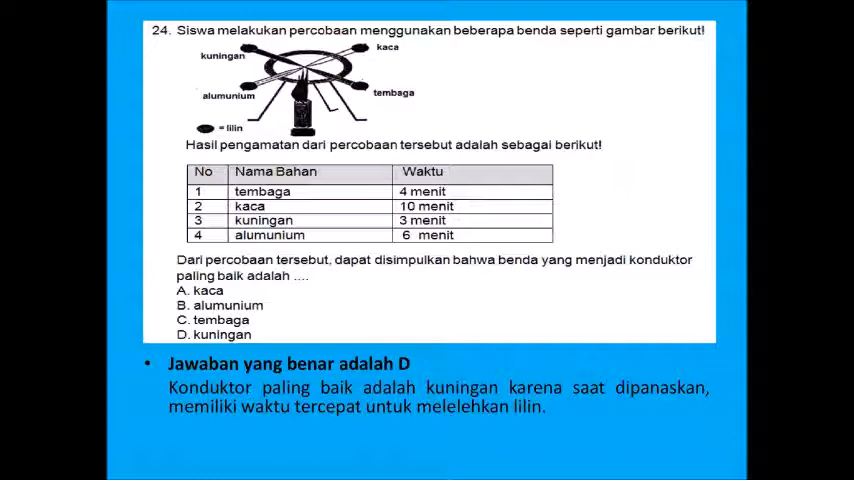 24. Siswa melakukan percobaan menggunakan beberapa benda seperti gambar berikut!
kuningan
kaca
alumunium
tembaga
= lilin
Hasil pengamatan dari percobaan tersebut adalah sebagai berikut!
No Nama Bahan Waktu
1 tembaga 4 menit
2 kaca 10 menit
3 kuningan 3 menit
4 alumunium 6 menit
Dari percobaan tersebut, dapat disimpulkan bahwa benda yang menjadi konduktor
paling baik adalah ....
A. kaca
B. alumunium
C. tembaga
D. kuningan
• Jawaban yang benar adalah D
Konduktor paling baik adalah kuningan karena saat dipanaskan,
memiliki waktu tercepat untuk melelehkan lilin.